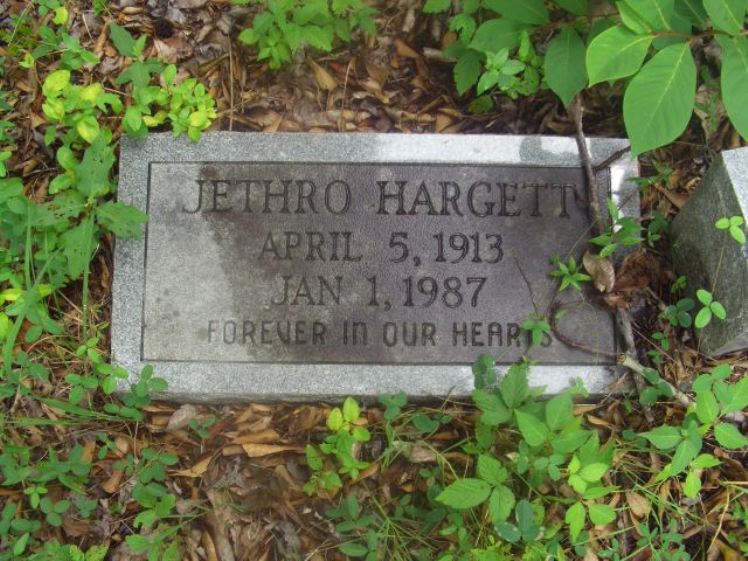 JETHRO HARGETT
APRIL 5, 1913
JAN 1, 1987
FOREVER IN OUR HEARTS